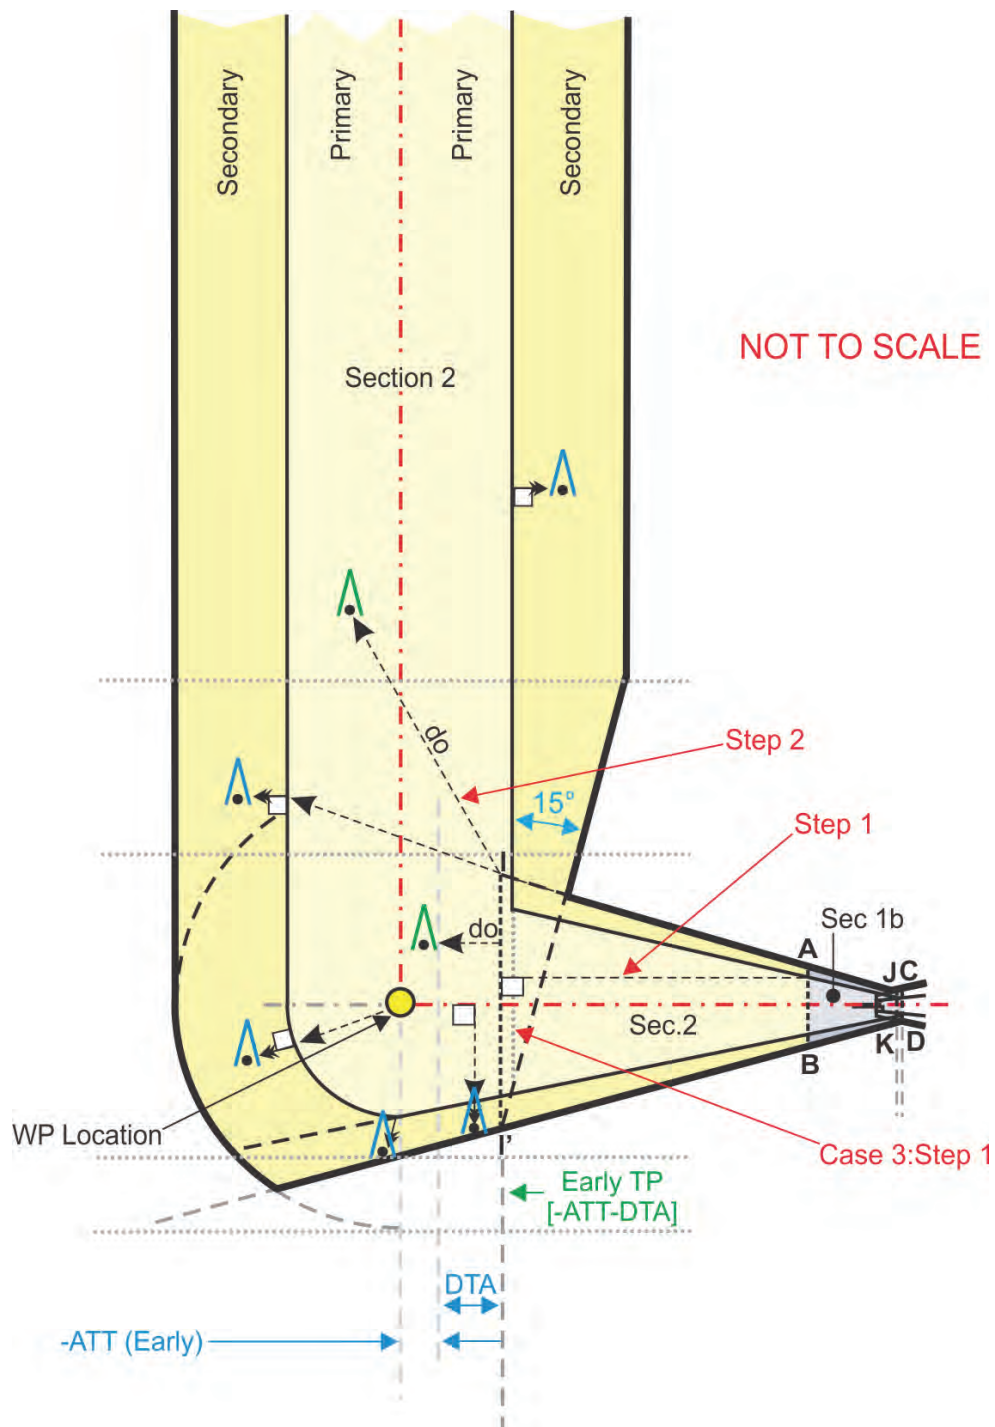 Secondary
Primary
Primary
Secondary
NOT TO SCALE
Section 2
do
Step 2
15°
Step 1
do
Sec 1b
A
J C
Sec.2
B
K D
WP Location
Case 3:Step 1
Early TP
[-ATT-DTA]
DTA
-ATT (Early)